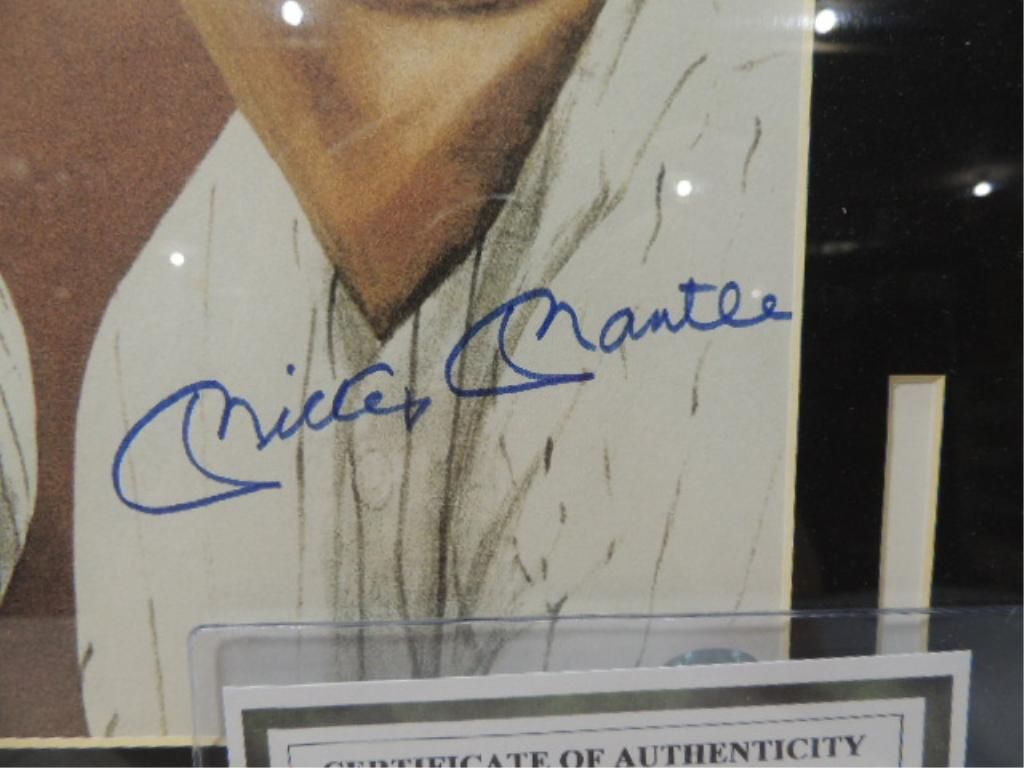 Mickey Mantle
CERTIFICATE OF AUTHENTICITY